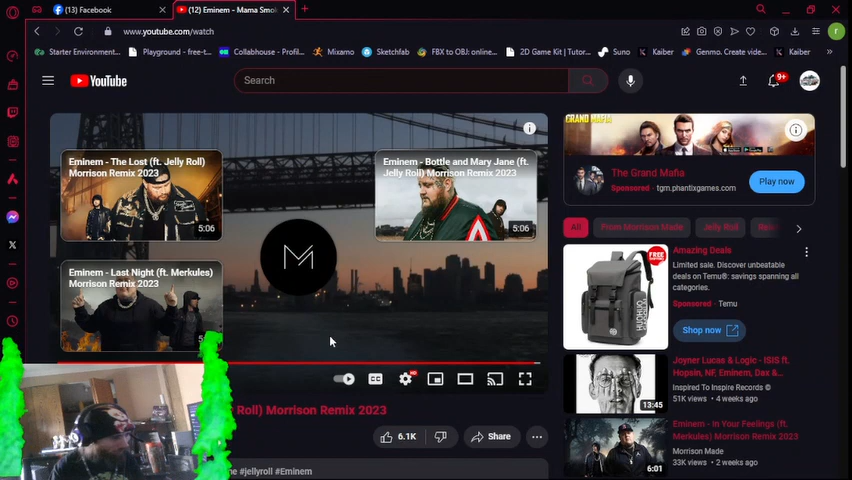 (13) Facebook
(12) Eminem - Mama Smo
www.youtube.com/watch
Starter Environment...
Playground - free-t...
Collabhouse - Profil...
Mixamo
Sketchfab
FBX to OBJ: online...
2D Game Kit | Tutor...
Suno
Kaiber
Genmo. Create vide...
Kaiber
r
YouTube
Search
9+
Eminem - The Lost (ft. Jelly Roll)
Morrison Remix 2023
5:06
Eminem - Bottle and Mary Jane (ft.
Jelly Roll) Morrison Remix 2023
5:06
Eminem - Last Night (ft. Merkules)
Morrison Remix 2023
HD
Roll) Morrison Remix 2023
6.1K
Share
#jellyroll #Eminem
GRAND MAFIA
The Grand Mafia
Sponsored · tgm.phantixgames.com
Play now
All
From Morrison Made
Jelly Roll
FREE
Amazing Deals
Limited sale. Discover unbeatable
deals on Temu®: savings spanning all
categories.
Sponsored · Temu
Shop now
Joyner Lucas & Logic - ISIS ft.
Hopsin, NF, Eminem, Dax &...
Inspired To Inspire Records
51K views • 4 weeks ago
13:45
Eminem - In Your Feelings (ft.
Merkules) Morrison Remix 2023
Morrison Made
33K views • 2 weeks ago
6:01